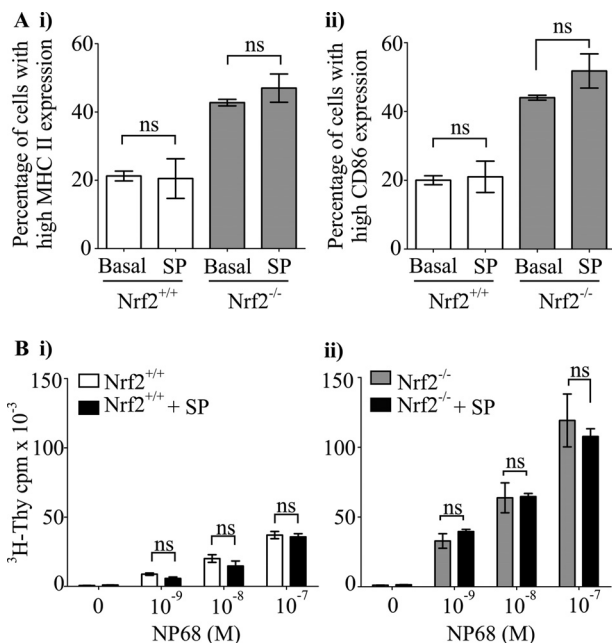 A i)
Percentage of cells with
high MHC II expression
60
40
20
0
ns
ns
Basal SP Basal SP
Nrf2+/+ Nrf2-/-
ii)
Percentage of cells with
high CD86 expression
60
40
20
0
ns
ns
Basal SP Basal SP
Nrf2+/+ Nrf2-/-
B i)
³H-Thy cpm x 10⁻³
150
100
50
0
Nrf2+/+
Nrf2+/+ + SP
ns
ns
ns
0 10⁻⁹ 10⁻⁸ 10⁻⁷
NP68 (M)
ii)
150
100
50
0
Nrf2-/-
Nrf2-/- + SP
ns
ns
ns
0 10⁻⁹ 10⁻⁸ 10⁻⁷
NP68 (M)